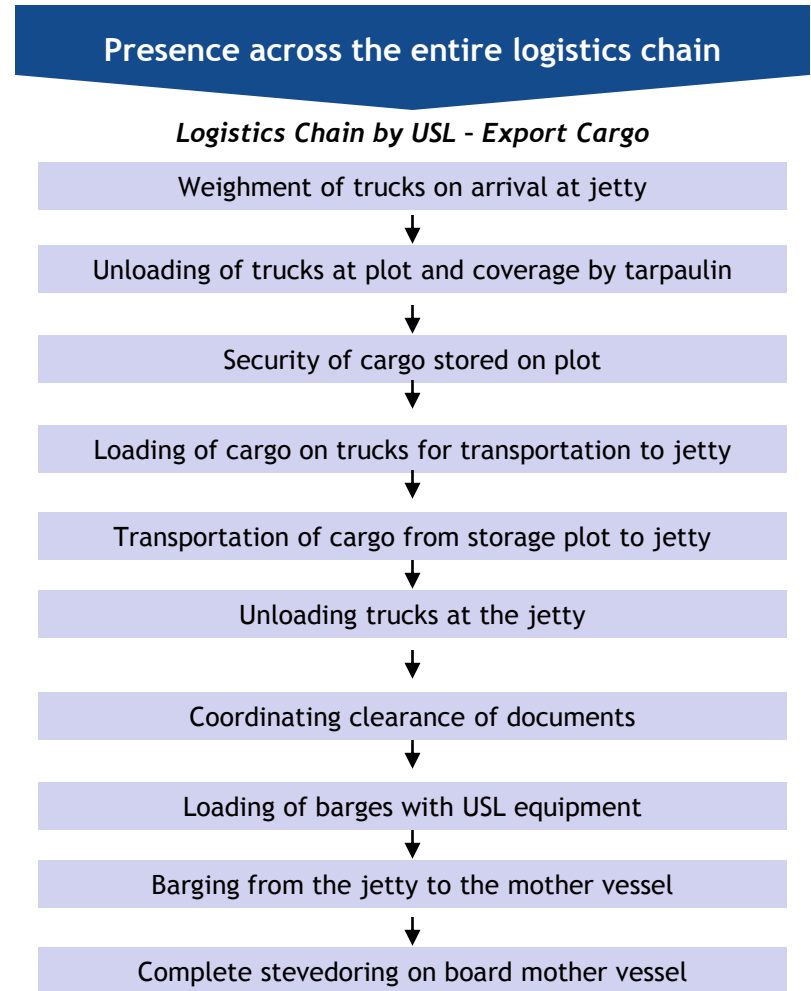 Presence across the entire logistics chain
Logistics Chain by USL – Export Cargo
Weighment of trucks on arrival at jetty
Unloading of trucks at plot and coverage by tarpaulin
Security of cargo stored on plot
Loading of cargo on trucks for transportation to jetty
Transportation of cargo from storage plot to jetty
Unloading trucks at the jetty
Coordinating clearance of documents
Loading of barges with USL equipment
Barging from the jetty to the mother vessel
Complete stevedoring on board mother vessel